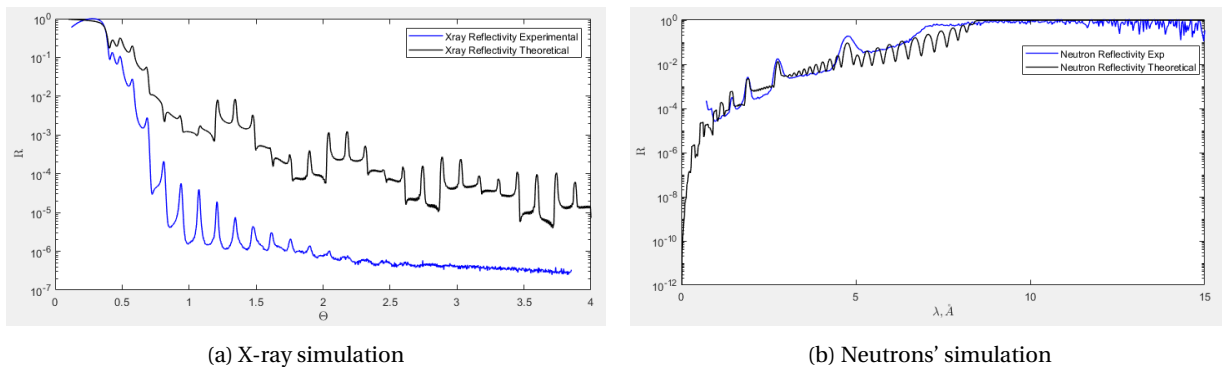 10^0
10^-1
10^-2
10^-3
10^-4
10^-5
10^-6
10^-7
R
0 0.5 1 1.5 2 2.5 3 3.5 4
Θ
Xray Reflectivity Experimental
Xray Reflectivity Theoretical
(a) X-ray simulation
10^0
10^-2
10^-4
10^-6
10^-8
10^-10
10^-12
R
0 5 10 15
λ, Å
Neutron Reflectivity Exp
Neutron Reflectivity Theoretical
(b) Neutrons' simulation